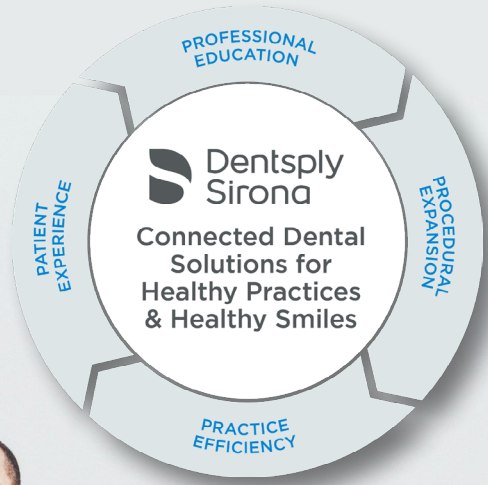 PROFESSIONAL
EDUCATION
Dentsply
Sirona
Connected Dental
Solutions for
Healthy Practices
& Healthy Smiles
PATIENT
EXPERIENCE
PROCEDURAL
EXPANSION
PRACTICE
EFFICIENCY